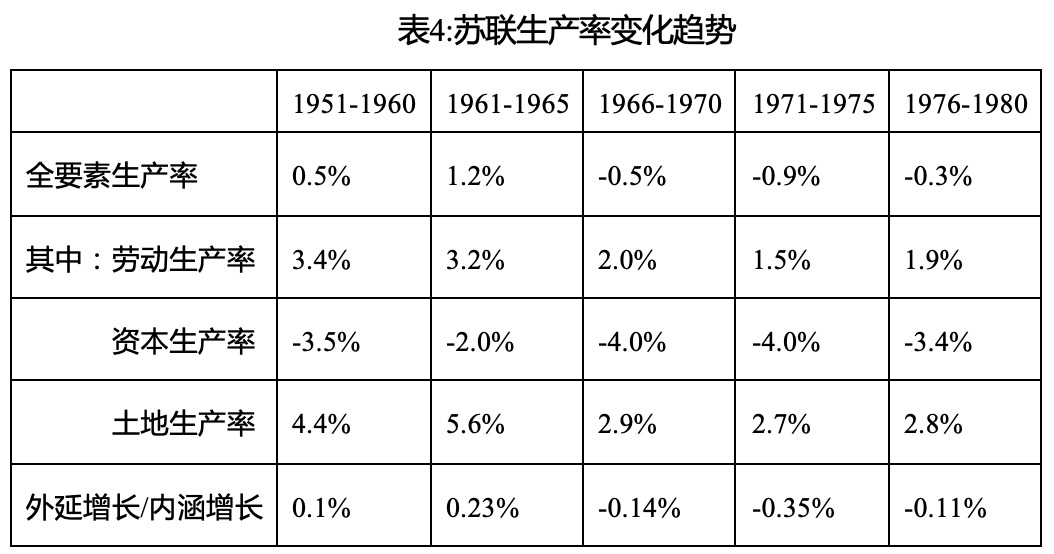 表4:苏联生产率变化趋势
1951-1960 1961-1965 1966-1970 1971-1975 1976-1980
全要素生产率 0.5% 1.2% -0.5% -0.9% -0.3%
其中：劳动生产率 3.4% 3.2% 2.0% 1.5% 1.9%
资本生产率 -3.5% -2.0% -4.0% -4.0% -3.4%
土地生产率 4.4% 5.6% 2.9% 2.7% 2.8%
外延增长/内涵增长 0.1% 0.23% -0.14% -0.35% -0.11%